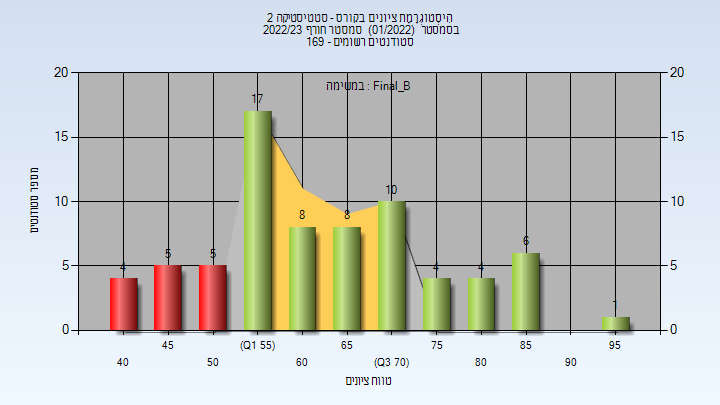 היסטוגרמת ציונים בקורס - סטטיסטיקה 2
בסמסטר (01/2022) סמסטר חורף 2022/23
סטודנטים רשומים - 169
במשימה : Final_B
20 20
15 15
10 10
5 5
0 0
מספר סטודנטים
4 5 5 17 8 8 10 4 4 6 1
40 45 50 (Q1 55) 60 65 (Q3 70) 75 80 85 90 95
טווח ציונים